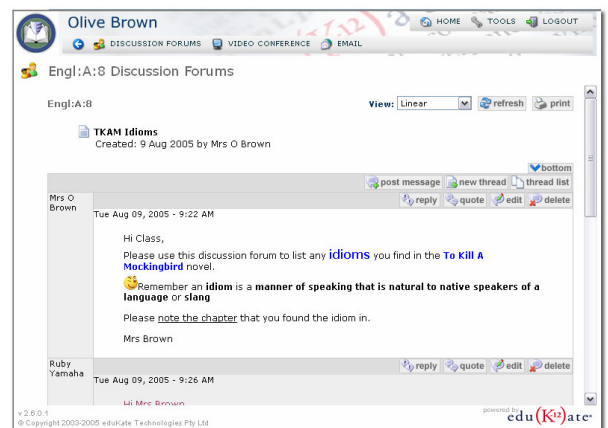 Olive Brown
HOME TOOLS LOGOUT
DISCUSSION FORUMS VIDEO CONFERENCE EMAIL
Engl:A:8 Discussion Forums
Engl:A:8
View: Linear refresh print
TKAM Idioms
Created: 9 Aug 2005 by Mrs O Brown
bottom
post message new thread thread list
Mrs O
Brown
reply quote edit delete
Tue Aug 09, 2005 - 9:22 AM
Hi Class,
Please use this discussion forum to list any idioms you find in the To Kill A
Mockingbird novel.
Remember an idiom is a manner of speaking that is natural to native speakers of a
language or slang
Please note the chapter that you found the idiom in.
Mrs Brown
Ruby
Yamaha
reply quote edit delete
Tue Aug 09, 2005 - 9:26 AM
Hi Mrs Brown
v 2.6.0.1
© Copyright 2003-2005 eduKate Technologies Pty Ltd
powered by
edu(K12)ate